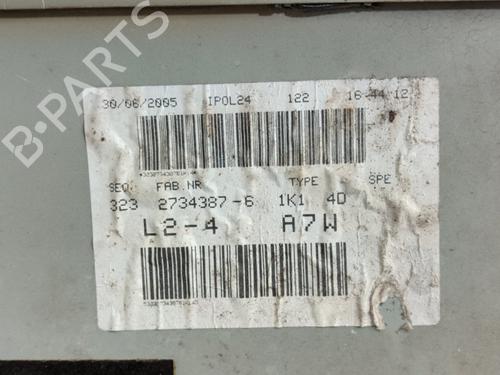 B-PARTS
30/06/2005 IPOL24 122 16:44:12
SEQ. FAB.NR TYPE SPE
323 2734387-6 1K1 4D
L2-4 A7W